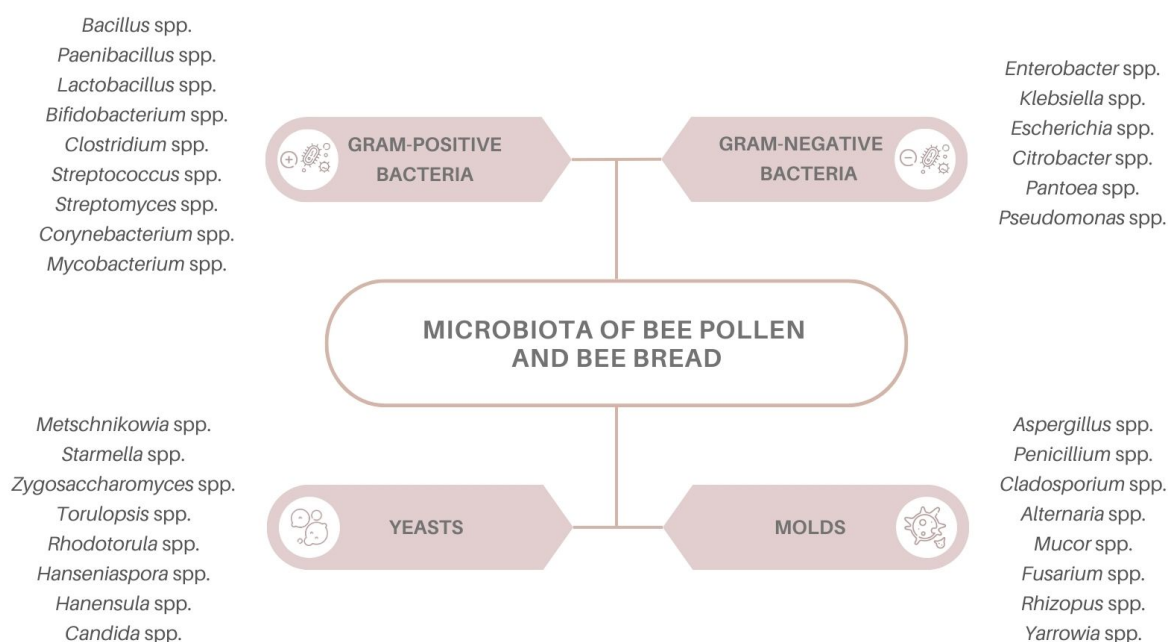 Bacillus spp.
Paenibacillus spp.
Lactobacillus spp.
Bifidobacterium spp.
Clostridium spp.
Streptococcus spp.
Streptomyces spp.
Corynebacterium spp.
Mycobacterium spp.
GRAM-POSITIVE
BACTERIA
GRAM-NEGATIVE
BACTERIA
Enterobacter spp.
Klebsiella spp.
Escherichia spp.
Citrobacter spp.
Pantoea spp.
Pseudomonas spp.
MICROBIOTA OF BEE POLLEN
AND BEE BREAD
Metschnikowia spp.
Starmella spp.
Zygosaccharomyces spp.
Torulopsis spp.
Rhodotorula spp.
Hanseniaspora spp.
Hanensula spp.
Candida spp.
YEASTS
MOLDS
Aspergillus spp.
Penicillium spp.
Cladosporium spp.
Alternaria spp.
Mucor spp.
Fusarium spp.
Rhizopus spp.
Yarrowia spp.